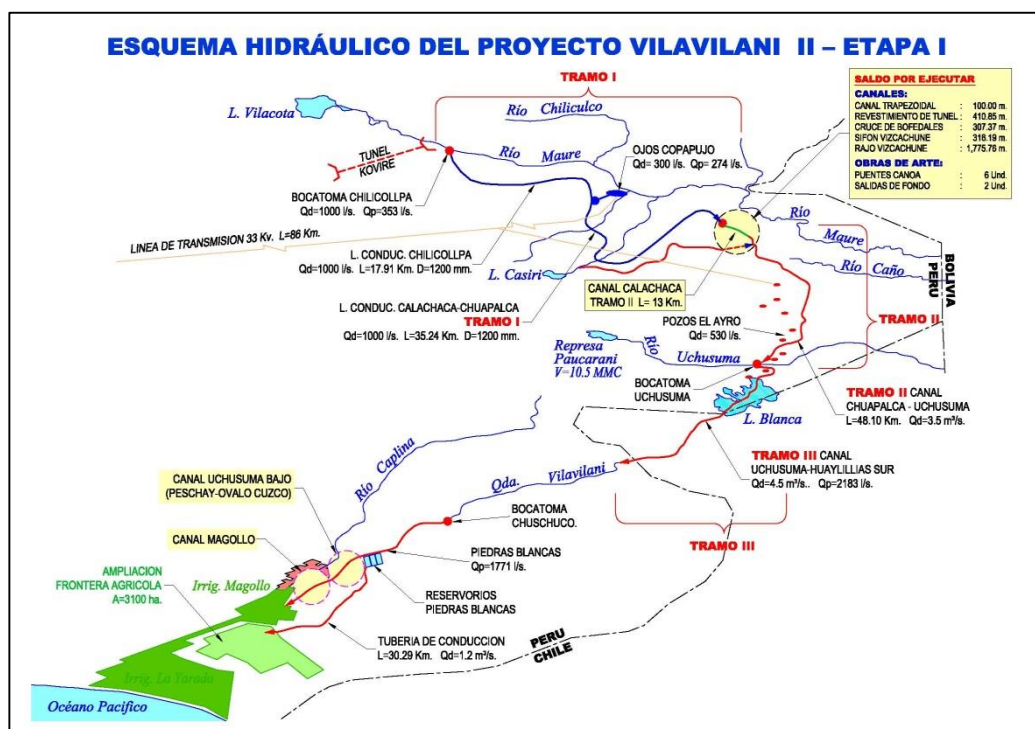 ESQUEMA HIDRÁULICO DEL PROYECTO VILAVILANI II – ETAPA I
TRAMO I
SALDO POR EJECUTAR
CANALES:
CANAL TRAPEZOIDAL : 100.00 m.
REVESTIMIENTO DE TUNEL : 410.85 m.
CRUCE DE BOFEDALES : 307.37 m.
SIFON VIZCACHUNE : 318.19 m.
RAJO VIZCACHUNE : 1,775.76 m.
OBRAS DE ARTE:
PUENTES CANOA : 6 Und.
SALIDAS DE FONDO : 2 Und.
L. Vilacota
Río Chiliculco
TUNEL
KOVIRE
Río Maure
OJOS COPAPUJO
Qd= 300 l/s. Qp= 274 l/s.
BOCATOMA CHILICOLLPA
Qd=1000 l/s Qp=353 l/s.
LINEA DE TRANSMISION 33 Kv. L=86 Km.
L. CONDUC. CHILICOLLPA
Qd=1000 l/s. L=17.91 Km. D=1200 mm.
L. Casiri
Río Maure
Río Caño
BOLIVIA
PERU
CANAL CALACHACA
TRAMO II L= 13 Km.
L. CONDUC. CALACHACA-CHUAPALCA
TRAMO I
Qd=1000 l/s. L=35.24 Km. D=1200 mm.
POZOS EL AYRO
Qd= 530 l/s.
TRAMO II
Represa
Paucarani
V=10.5 MMC
Río Uchusuma
BOCATOMA
UCHUSUMA
L. Blanca
TRAMO II CANAL
CHUAPALCA - UCHUSUMA
L=48.10 Km. Qd=3.5 m³/s.
TRAMO III CANAL
UCHUSUMA-HUAYLILLIAS SUR
Qd=4.5 m³/s.. Qp=2183 l/s.
Río Caplina
CANAL UCHUSUMA BAJO
(PESCHAY-OVALO CUZCO)
Qda. Vilavilani
BOCATOMA
CHUSCHUCO.
TRAMO III
CANAL MAGOLLO
PIEDRAS BLANCAS
Qp=1771 l/s.
AMPLIACION
FRONTERA AGRICOLA
A=3100 ha.
Irrig. Magollo
RESERVORIOS
PIEDRAS BLANCAS
TUBERIA DE CONDUCCION
L=30.29 Km. Qd=1.2 m³/s.
PERU
CHILE
Irrig. La Yarada
Océano Pacifico